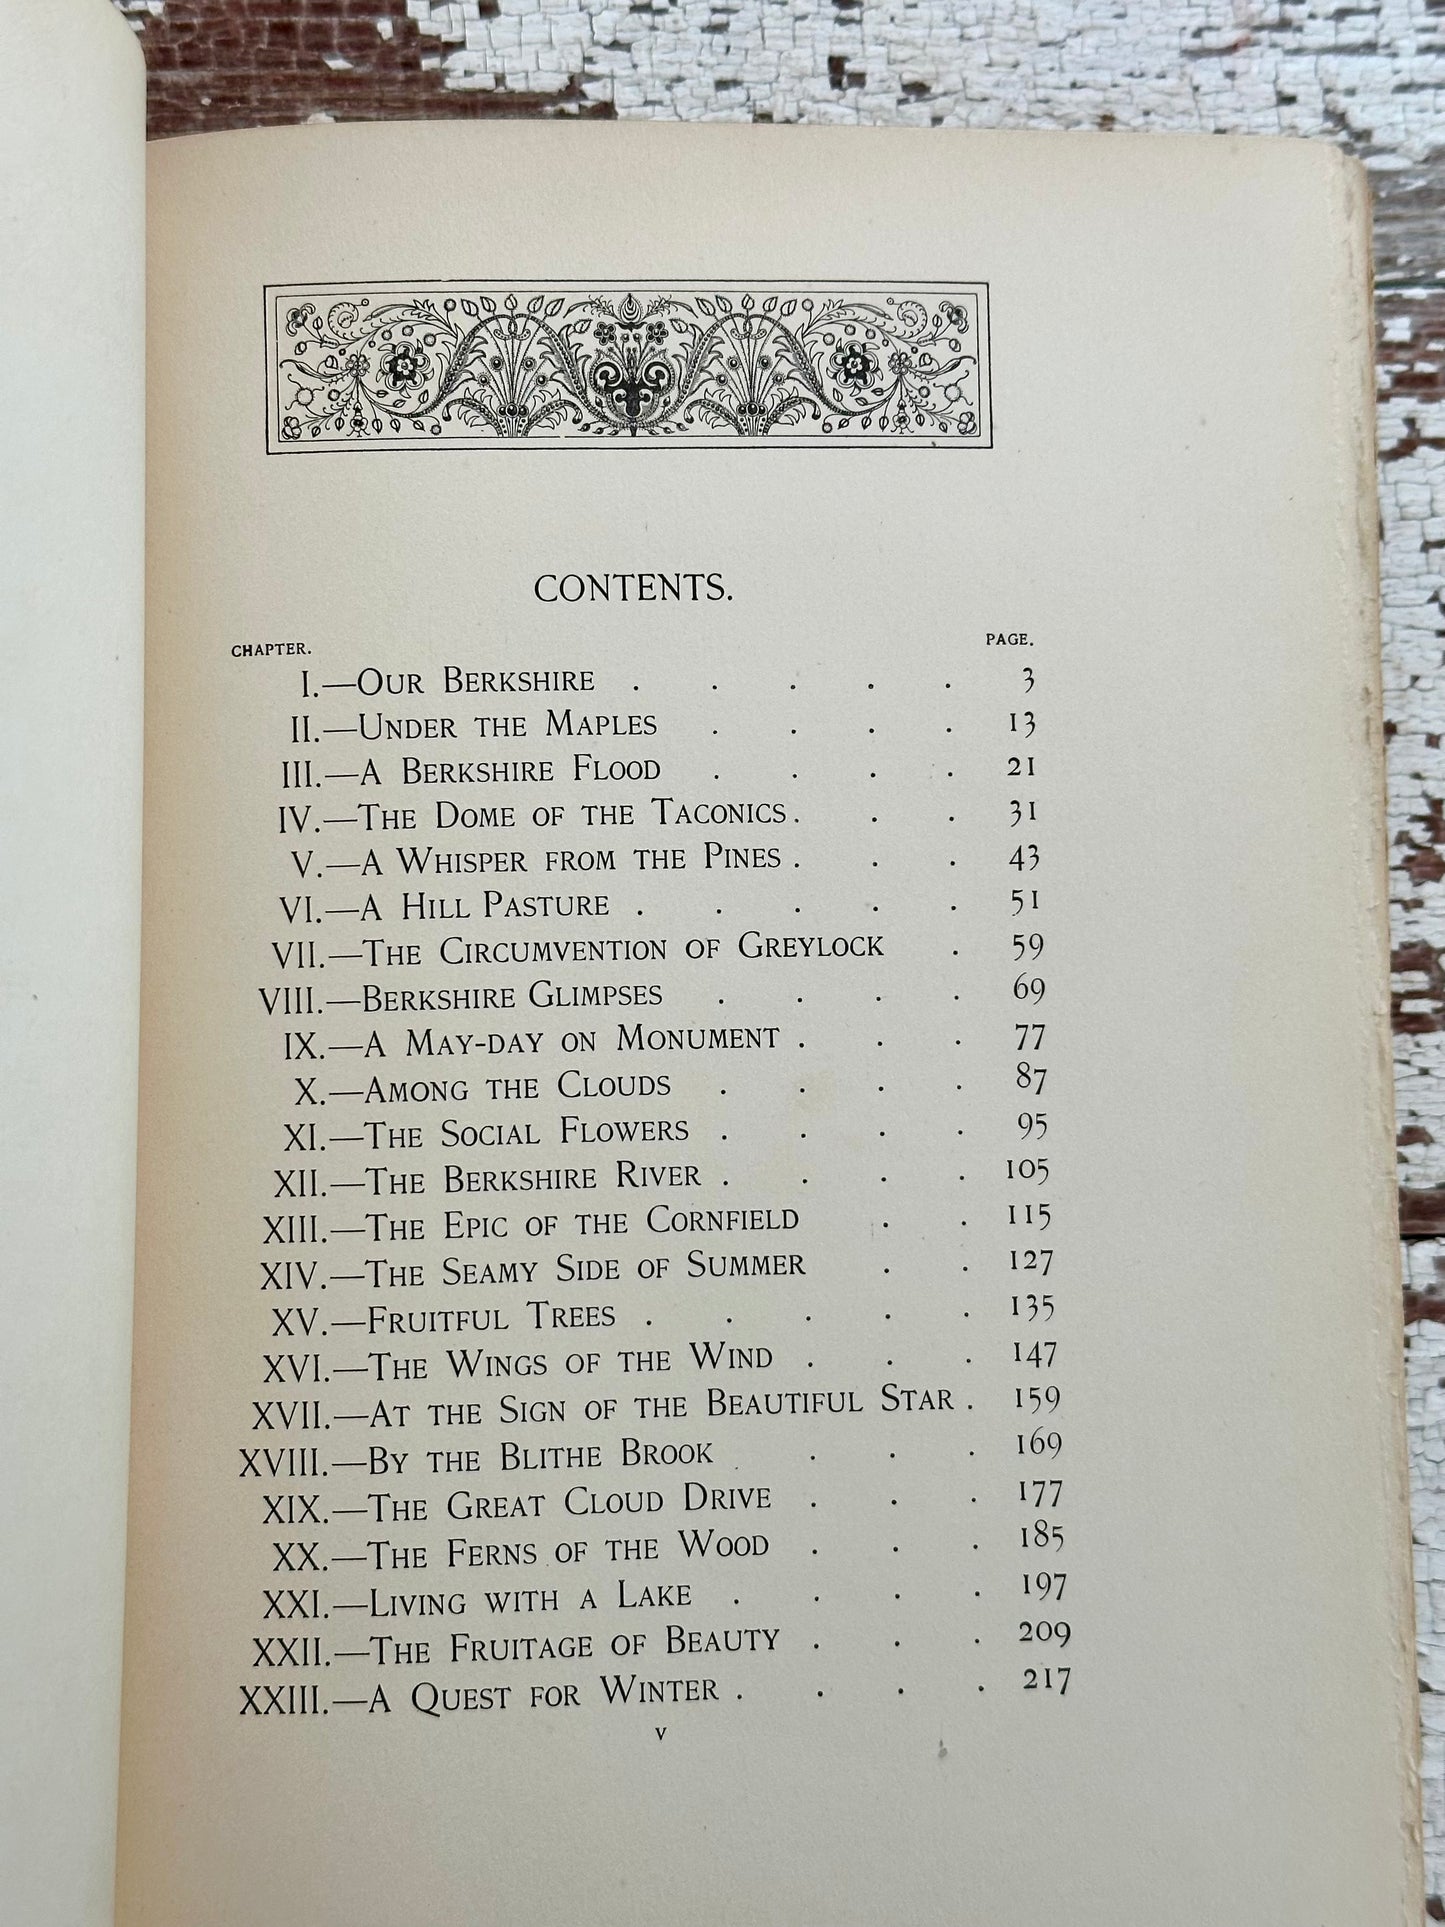 CONTENTS.
CHAPTER. PAGE.
I.—OUR BERKSHIRE . . . . . 3
II.—UNDER THE MAPLES . . . . 13
III.—A BERKSHIRE FLOOD . . . . 21
IV.—THE DOME OF THE TACONICS . . . 31
V.—A WHISPER FROM THE PINES . . . 43
VI.—A HILL PASTURE . . . . . 51
VII.—THE CIRCUMVENTION OF GREYLOCK . 59
VIII.—BERKSHIRE GLIMPSES . . . . 69
IX.—A MAY-DAY ON MONUMENT . . . 77
X.—AMONG THE CLOUDS . . . . 87
XI.—THE SOCIAL FLOWERS . . . . 95
XII.—THE BERKSHIRE RIVER . . . . 105
XIII.—THE EPIC OF THE CORNFIELD . . 115
XIV.—THE SEAMY SIDE OF SUMMER . . 127
XV.—FRUITFUL TREES . . . . . 135
XVI.—THE WINGS OF THE WIND . . . 147
XVII.—AT THE SIGN OF THE BEAUTIFUL STAR . 159
XVIII.—BY THE BLITHE BROOK . . . . 169
XIX.—THE GREAT CLOUD DRIVE . . . 177
XX.—THE FERNS OF THE WOOD . . . 185
XXI.—LIVING WITH A LAKE . . . . 197
XXII.—THE FRUITAGE OF BEAUTY . . . 209
XXIII.—A QUEST FOR WINTER . . . . 217
v